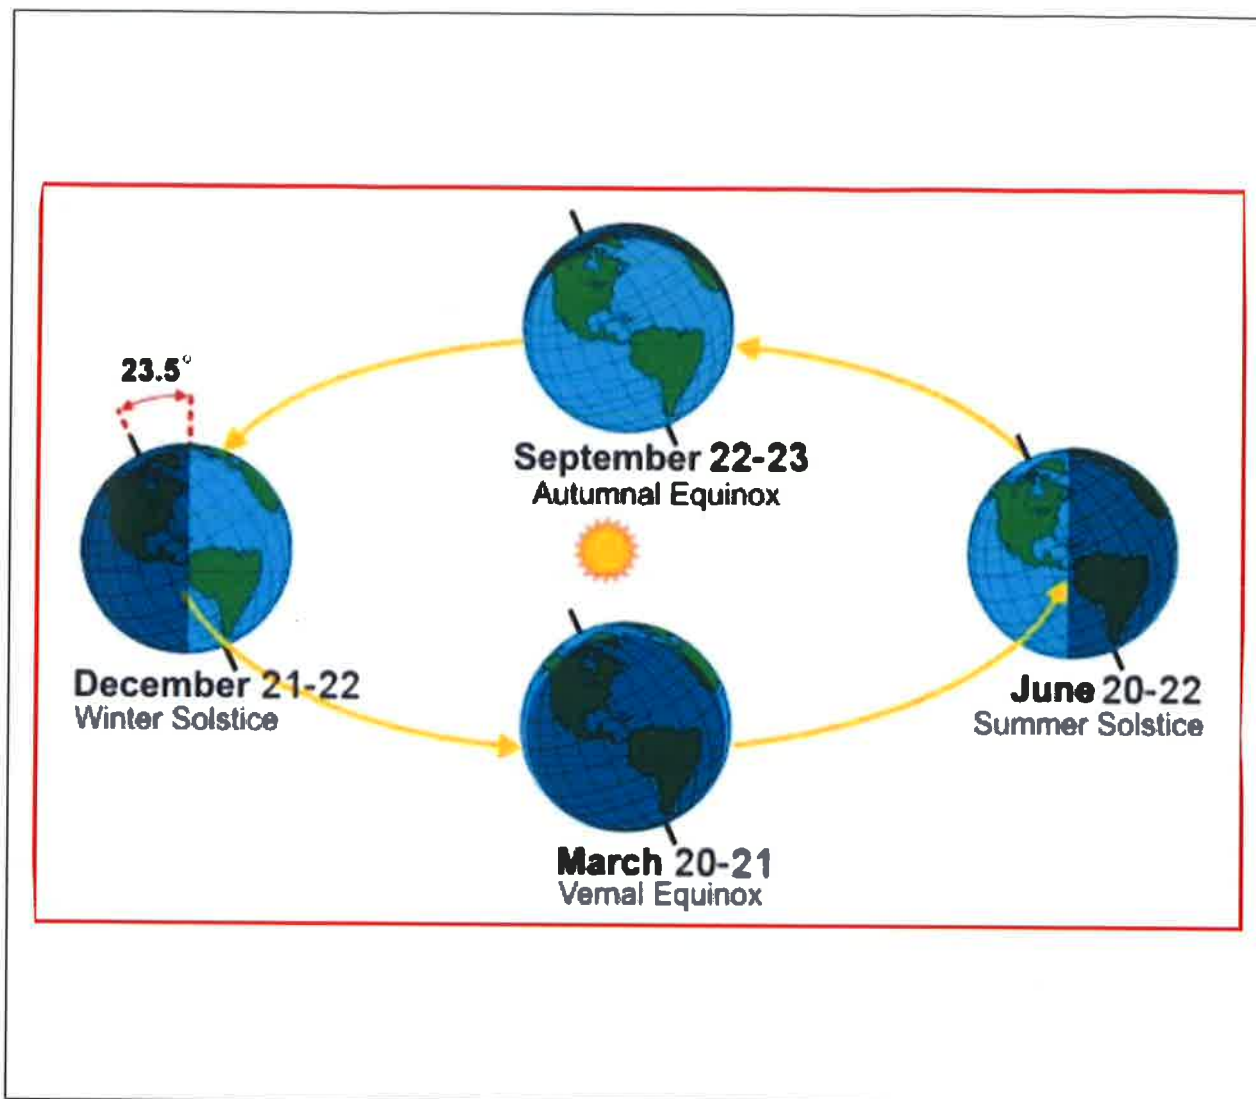 23.5°
September 22-23
Autumnal Equinox
December 21-22
Winter Solstice
June 20-22
Summer Solstice
March 20-21
Vernal Equinox